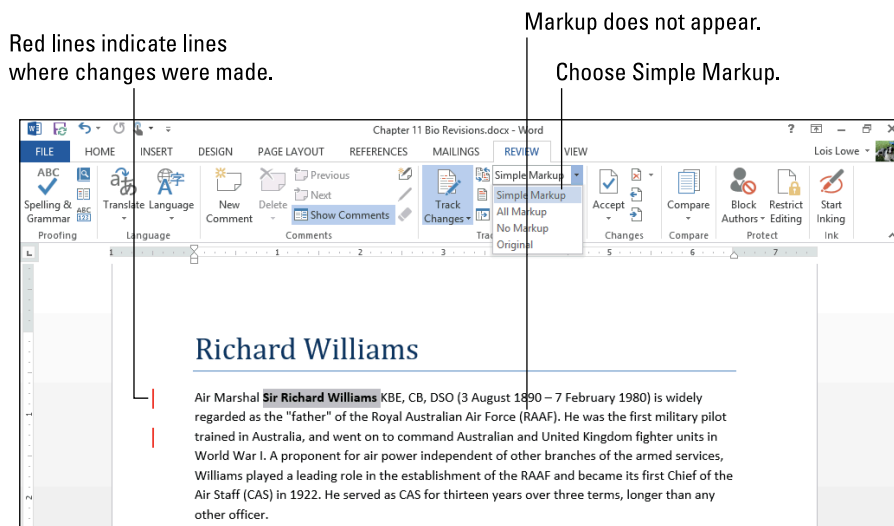 Markup does not appear.
Red lines indicate lines
where changes were made.
Choose Simple Markup.
Chapter 11 Bio Revisions.docx - Word
FILE HOME INSERT DESIGN PAGE LAYOUT REFERENCES MAILINGS REVIEW VIEW Lois Lowe
ABC Previous Simple Markup
Next Simple Markup
Spelling & Translate Language New Delete Show Comments Track All Markup Accept Compare Block Restrict Start
Grammar Comment Changes No Markup Authors Editing Inking
Original
Proofing Language Comments Trac Changes Compare Protect Ink
1 1 2 3 5 6 7
Richard Williams
Air Marshal Sir Richard Williams KBE, CB, DSO (3 August 1890 – 7 February 1980) is widely
regarded as the "father" of the Royal Australian Air Force (RAAF). He was the first military pilot
trained in Australia, and went on to command Australian and United Kingdom fighter units in
World War I. A proponent for air power independent of other branches of the armed services,
Williams played a leading role in the establishment of the RAAF and became its first Chief of the
Air Staff (CAS) in 1922. He served as CAS for thirteen years over three terms, longer than any
other officer.